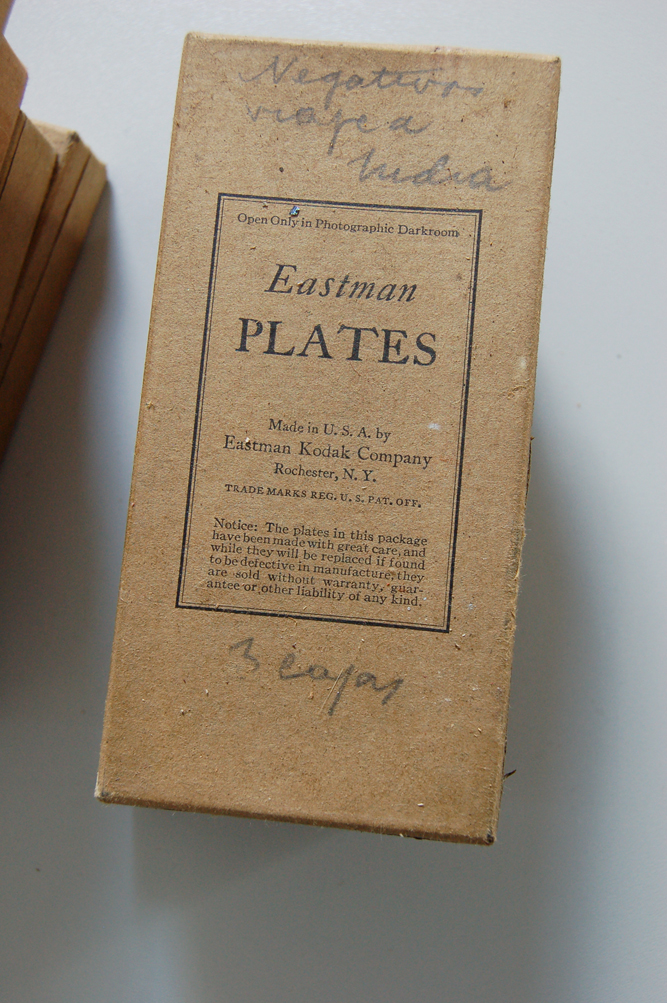 Negativos
viaje a
India
Open Only in Photographic Darkroom
Eastman
PLATES
Made in U. S. A. by
Eastman Kodak Company
Rochester, N. Y.
TRADE MARKS REG. U. S. PAT. OFF.
Notice: The plates in this package
have been made with great care, and
while they will be replaced if found
to be defective in manufacture, they
are sold without warranty, guar-
antee or other liability of any kind.
3 cajas